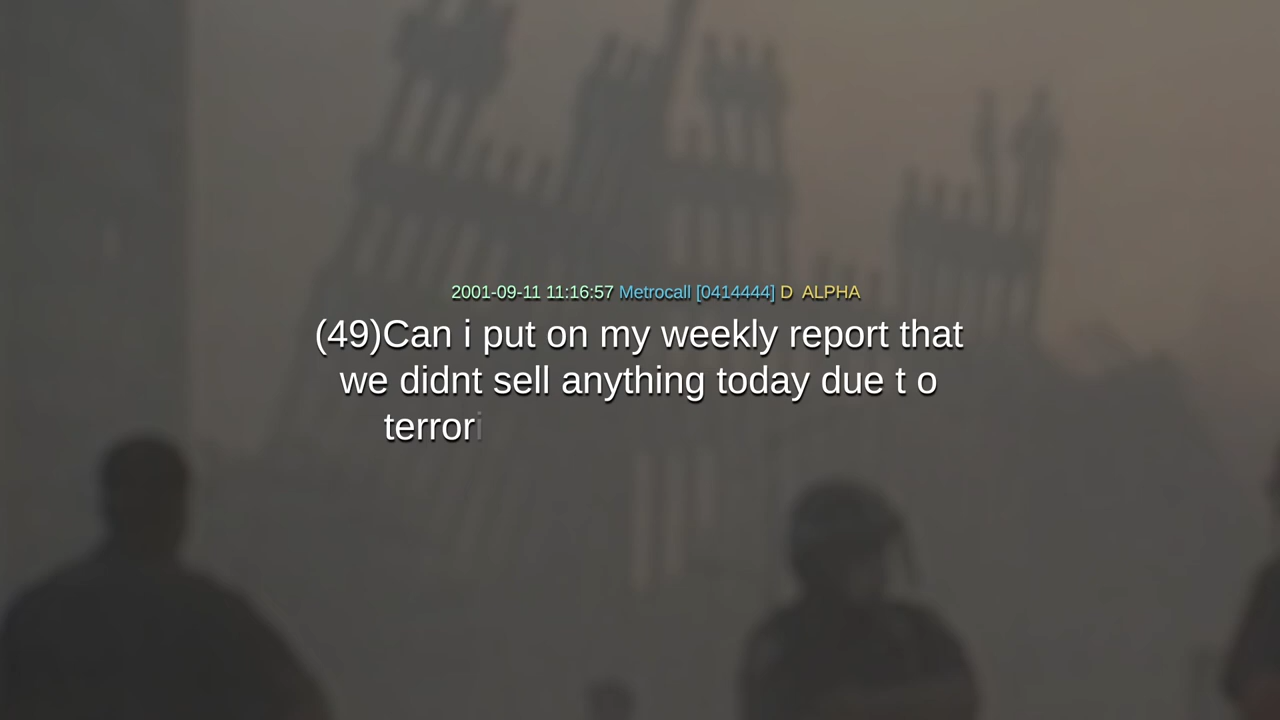 2001-09-11 11:16:57 Metrocall [0414444] D  ALPHA
(49)Can i put on my weekly report that
we didnt sell anything today due t o
terrori